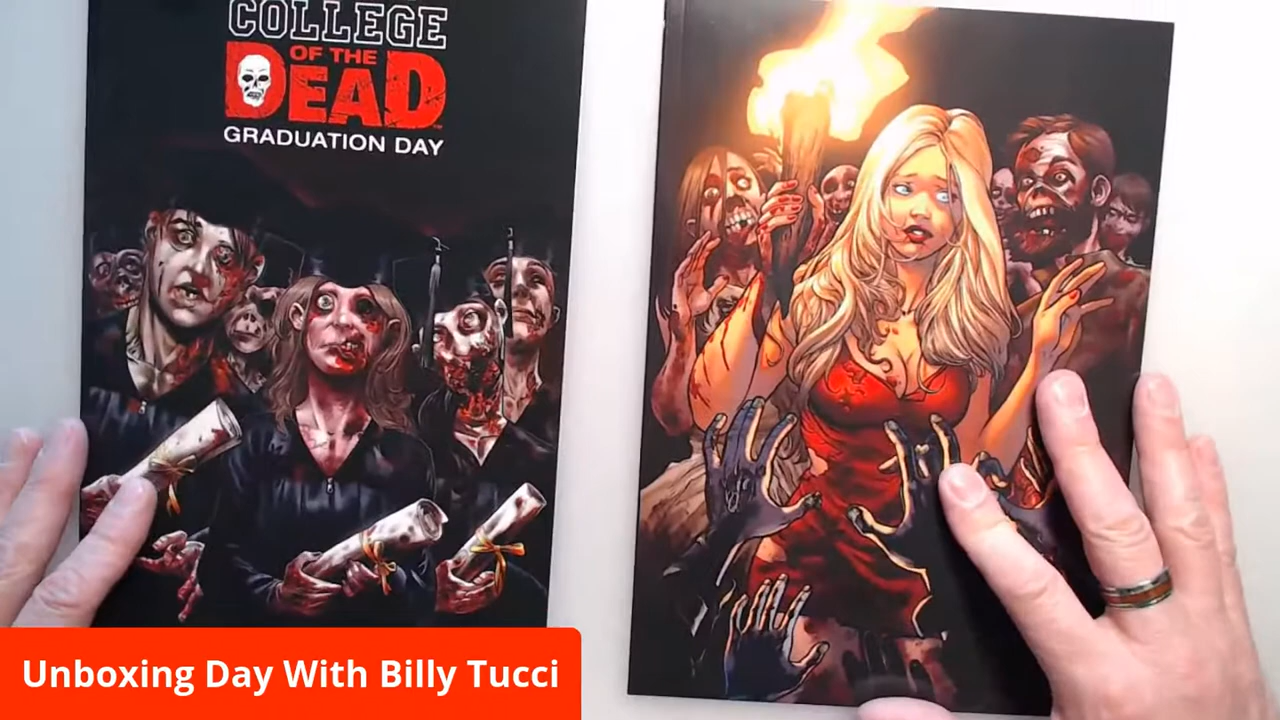 COLLEGE
OF THE
DEAD
GRADUATION DAY
Unboxing Day With Billy Tucci